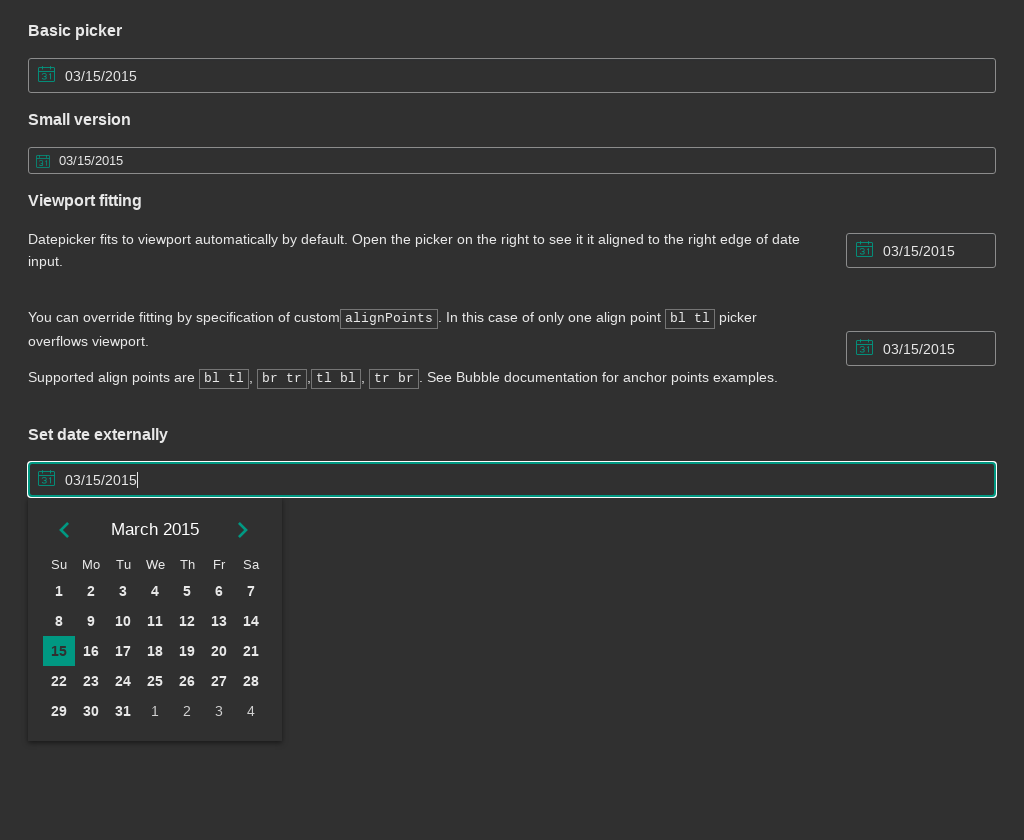 Basic picker
31 03/15/2015
Small version
31 03/15/2015
Viewport fitting
Datepicker fits to viewport automatically by default. Open the picker on the right to see it it aligned to the right edge of date
input.
31 03/15/2015
You can override fitting by specification of custom alignPoints. In this case of only one align point bl tl picker
overflows viewport.
31 03/15/2015
Supported align points are bl tl, br tr, tl bl, tr br. See Bubble documentation for anchor points examples.
Set date externally
31 03/15/2015
March 2015
Su Mo Tu We Th Fr Sa
1 2 3 4 5 6 7
8 9 10 11 12 13 14
15 16 17 18 19 20 21
22 23 24 25 26 27 28
29 30 31 1 2 3 4